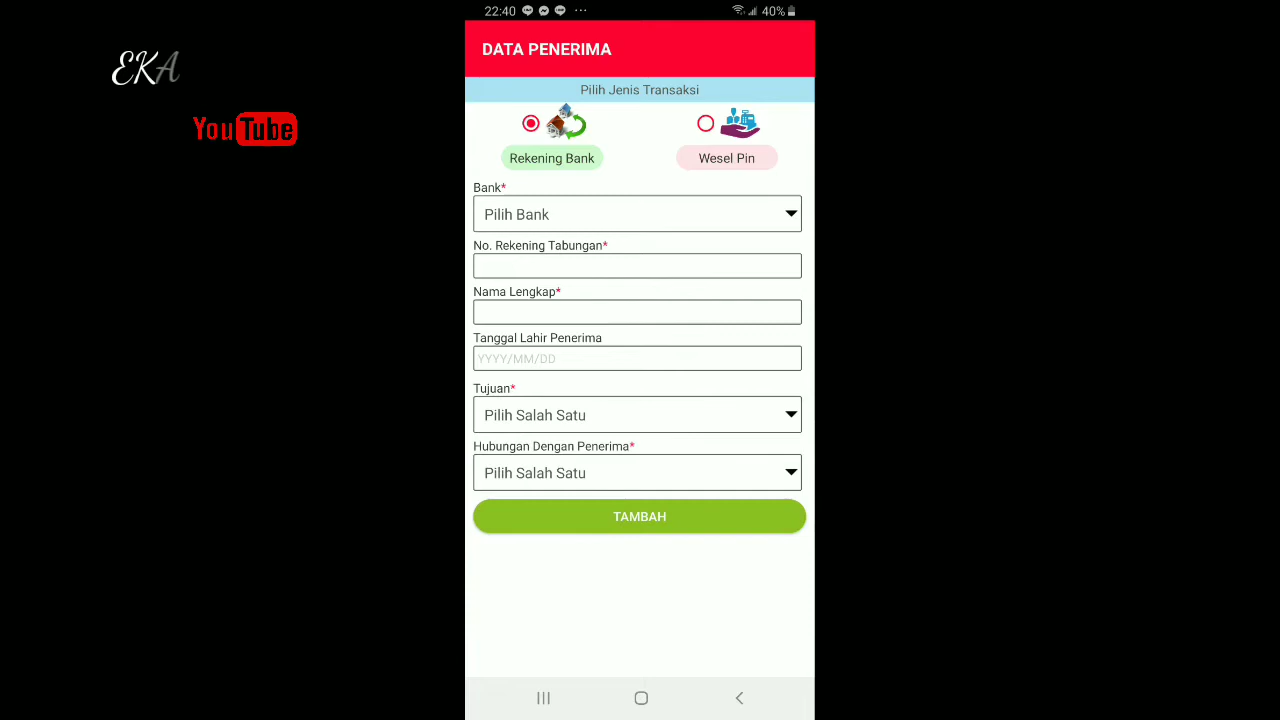 22:40
40%
EKA
YouTube
DATA PENERIMA
Pilih Jenis Transaksi
Rekening Bank
Wesel Pin
Bank*
Pilih Bank
No. Rekening Tabungan*
Nama Lengkap*
Tanggal Lahir Penerima
YYYY/MM/DD
Tujuan*
Pilih Salah Satu
Hubungan Dengan Penerima*
Pilih Salah Satu
TAMBAH